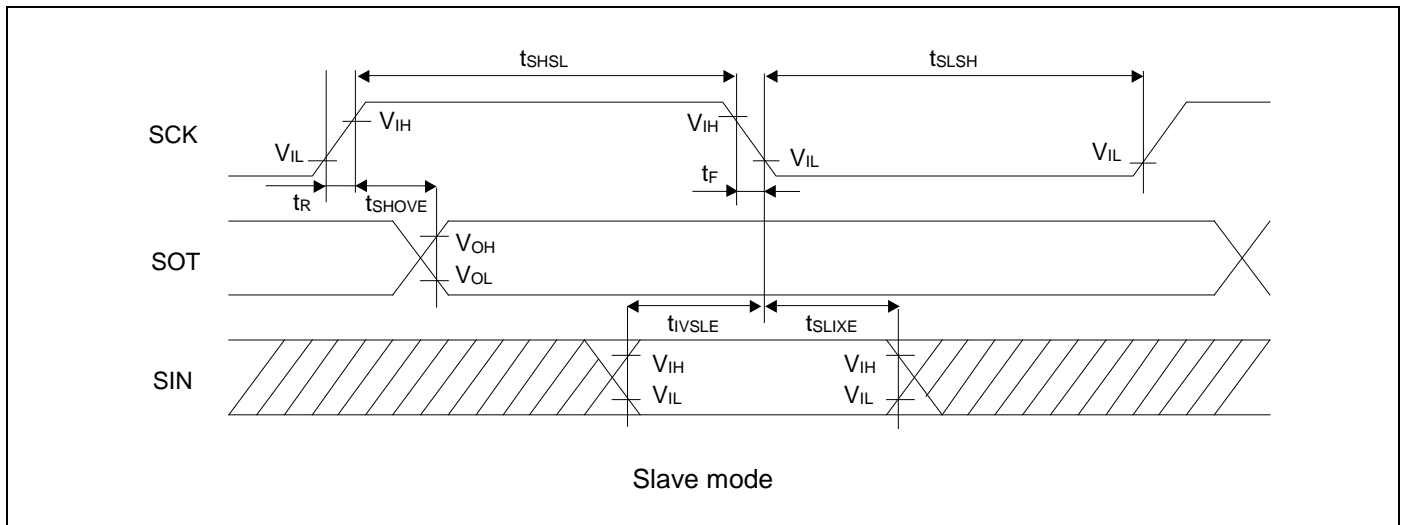 tSHSL
tSLSH
SCK
VIH
VIH
VIL
VIL
VIL
tF
tR
tSHOVE
SOT
VOH
VOL
tIVSLE
tSLIXE
SIN
VIH
VIH
VIL
VIL
Slave mode